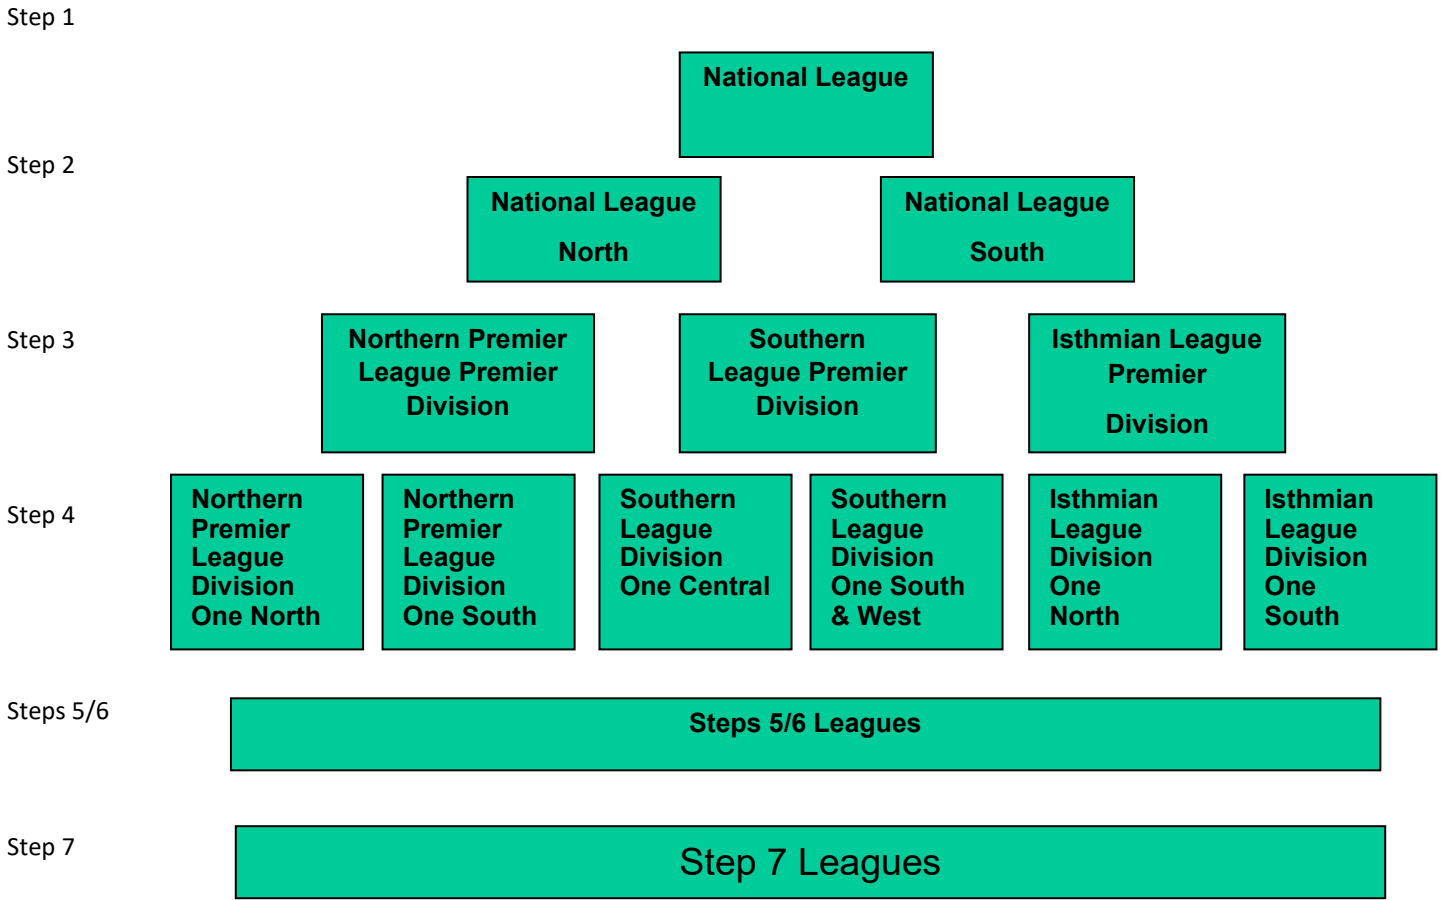 Step 1
National League
Step 2
National League
North
National League
South
Step 3
Northern Premier
League Premier
Division
Southern
League Premier
Division
Isthmian League
Premier
Division
Step 4
Northern
Premier
League
Division
One North
Northern
Premier
League
Division
One South
Southern
League
Division
One Central
Southern
League
Division
One South
& West
Isthmian
League
Division
One
North
Isthmian
League
Division
One
South
Steps 5/6
Steps 5/6 Leagues
Step 7
Step 7 Leagues